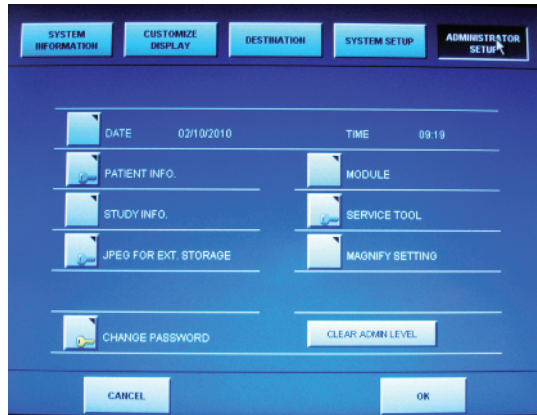 SYSTEM
INFORMATION
CUSTOMIZE
DISPLAY
DESTINATION
SYSTEM SETUP
ADMINISTRATOR
SETUP
DATE 02/10/2010 TIME 09:19
PATIENT INFO. MODULE
STUDY INFO. SERVICE TOOL
JPEG FOR EXT. STORAGE MAGNIFY SETTING
CHANGE PASSWORD CLEAR ADMIN LEVEL
CANCEL OK